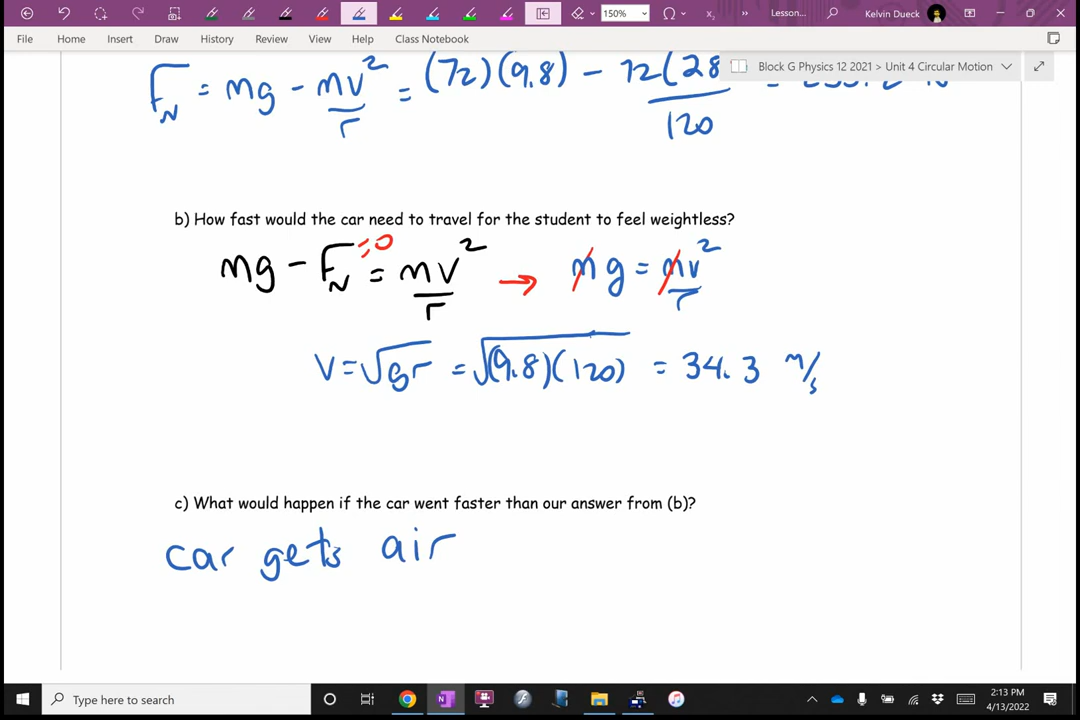 150%
Lesson...
Kelvin Dueck
File Home Insert Draw History Review View Help Class Notebook
Block G Physics 12 2021 > Unit 4 Circular Motion
F_N = mg - mv²/r = (72)(9.8) - 72(28 / 120 =
b) How fast would the car need to travel for the student to feel weightless?
mg - F_N = mv²/r → mg = mv²/r
=0
V = √gr = √(9.8)(120) = 34.3 m/s
c) What would happen if the car went faster than our answer from (b)?
car gets air
Type here to search
2:13 PM
4/13/2022